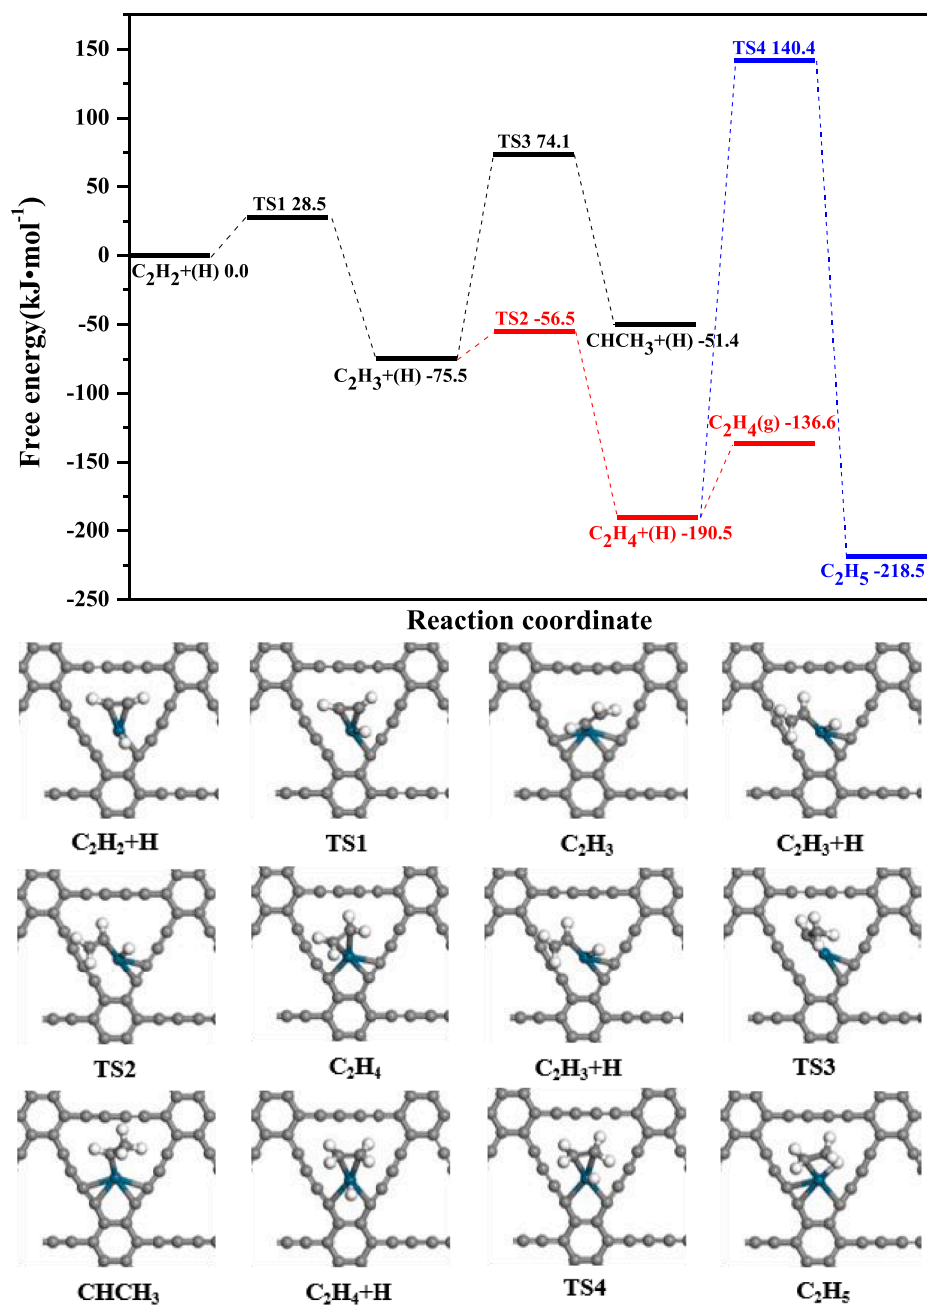 150
100
50
0
-50
-100
-150
-200
-250
Free energy(kJ•mol⁻¹)
TS4 140.4
TS3 74.1
TS1 28.5
C₂H₂+(H) 0.0
TS2 -56.5
CHCH₃+(H) -51.4
C₂H₃+(H) -75.5
C₂H₄(g) -136.6
C₂H₄+(H) -190.5
C₂H₅ -218.5
Reaction coordinate
C₂H₂+H TS1 C₂H₃ C₂H₃+H
TS2 C₂H₄ C₂H₃+H TS3
CHCH₃ C₂H₄+H TS4 C₂H₅